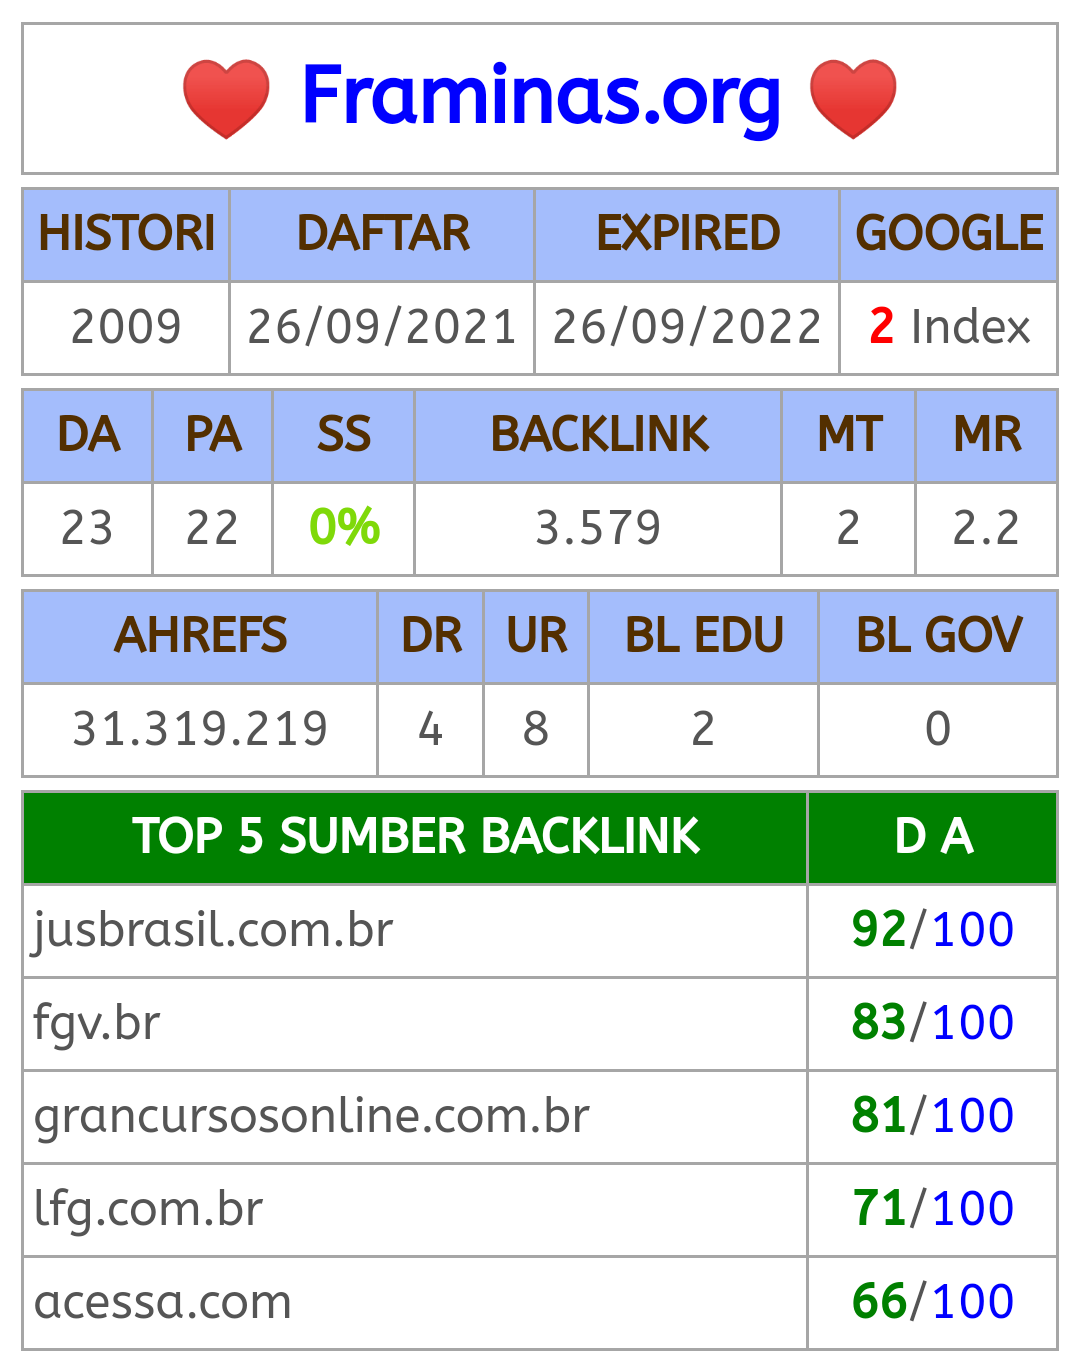 Framinas.org
HISTORI DAFTAR EXPIRED GOOGLE
2009 26/09/2021 26/09/2022 2 Index
DA PA SS BACKLINK MT MR
23 22 0% 3.579 2 2.2
AHREFS DR UR BL EDU BL GOV
31.319.219 4 8 2 0
TOP 5 SUMBER BACKLINK D A
jusbrasil.com.br 92/100
fgv.br 83/100
grancursosonline.com.br 81/100
lfg.com.br 71/100
acessa.com 66/100